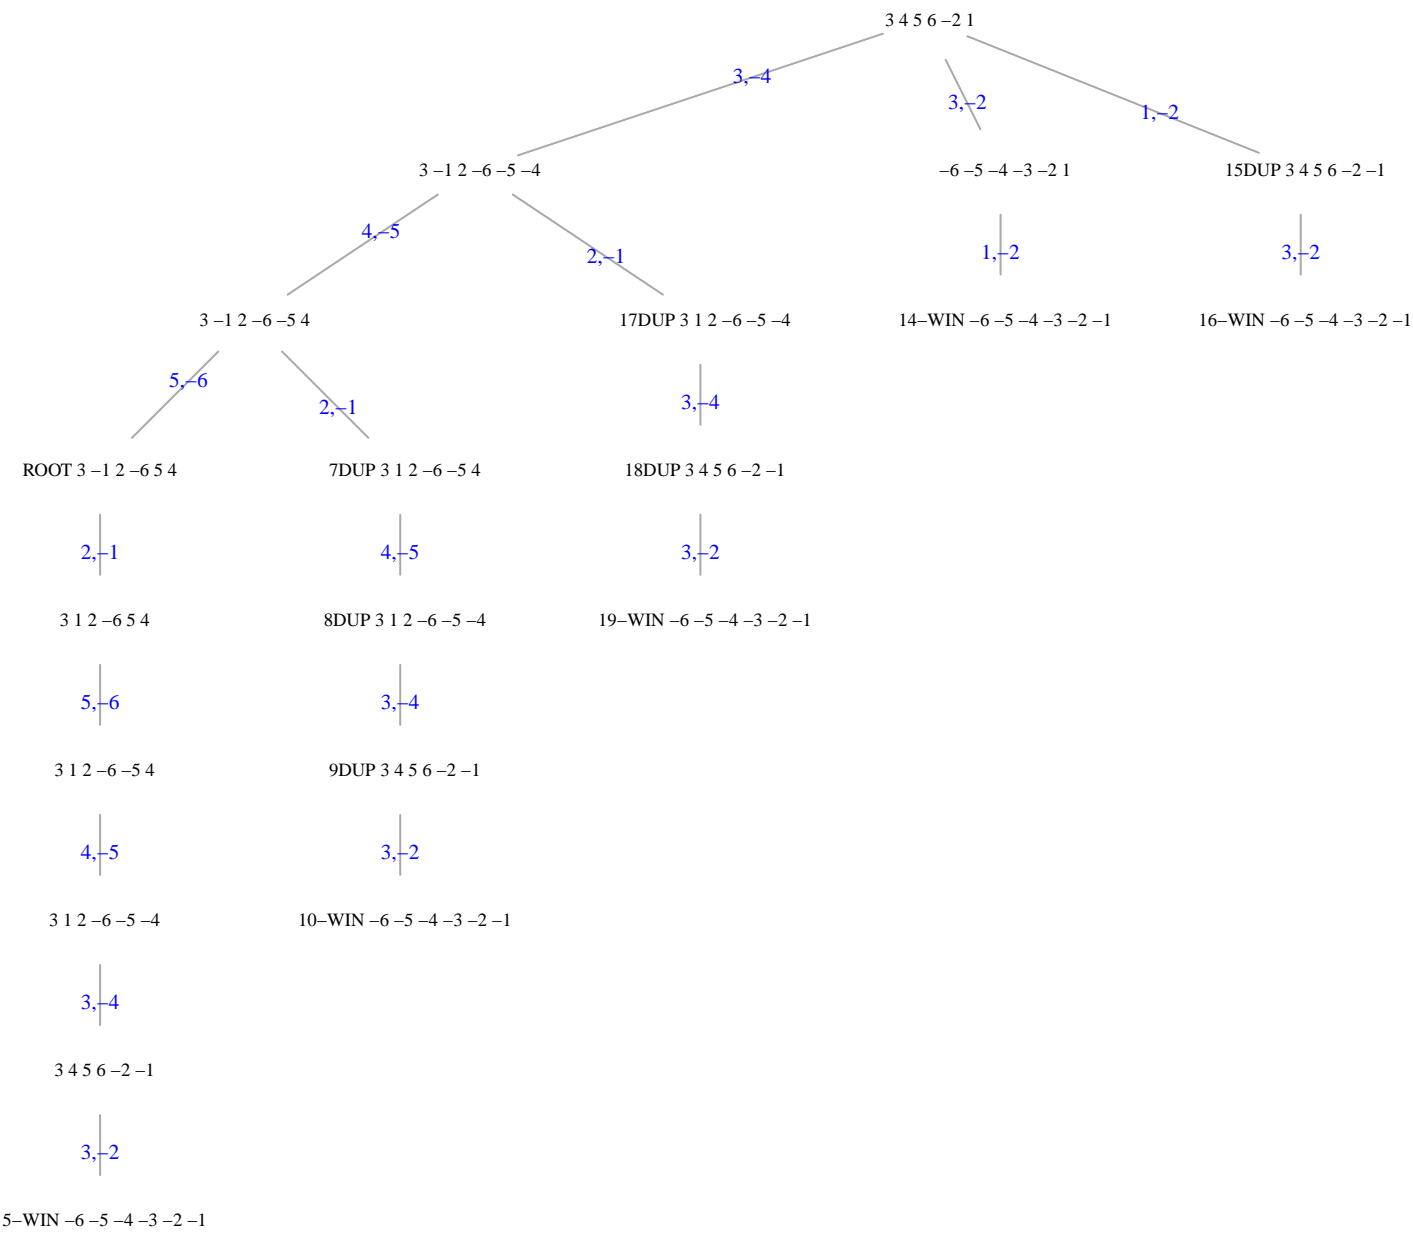 3 4 5 6 –2 1
3,–4
3,–2
1,–2
3 –1 2 –6 –5 –4
–6 –5 –4 –3 –2 1
15DUP 3 4 5 6 –2 –1
4,–5
2,–1
1,–2
3,–2
3 –1 2 –6 –5 4
17DUP 3 1 2 –6 –5 –4
14–WIN –6 –5 –4 –3 –2 –1
16–WIN –6 –5 –4 –3 –2 –1
5,–6
2,–1
3,–4
ROOT 3 –1 2 –6 5 4
7DUP 3 1 2 –6 –5 4
18DUP 3 4 5 6 –2 –1
2,–1
4,–5
3,–2
3 1 2 –6 5 4
8DUP 3 1 2 –6 –5 –4
19–WIN –6 –5 –4 –3 –2 –1
5,–6
3,–4
3 1 2 –6 –5 4
9DUP 3 4 5 6 –2 –1
4,–5
3,–2
3 1 2 –6 –5 –4
10–WIN –6 –5 –4 –3 –2 –1
3,–4
3 4 5 6 –2 –1
3,–2
5–WIN –6 –5 –4 –3 –2 –1